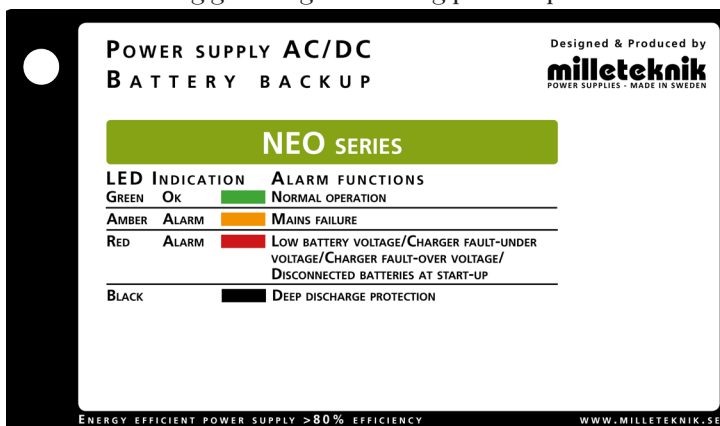 POWER SUPPLY AC/DC
BATTERY BACKUP
Designed & Produced by
milleteknik
POWER SUPPLIES - MADE IN SWEDEN
NEO SERIES
LED INDICATION ALARM FUNCTIONS
GREEN OK NORMAL OPERATION
AMBER ALARM MAINS FAILURE
RED ALARM LOW BATTERY VOLTAGE/CHARGER FAULT-UNDER
VOLTAGE/CHARGER FAULT-OVER VOLTAGE/
DISCONNECTED BATTERIES AT START-UP
BLACK DEEP DISCHARGE PROTECTION
ENERGY EFFICIENT POWER SUPPLY >80% EFFICIENCY
WWW.MILLETEKNIK.SE